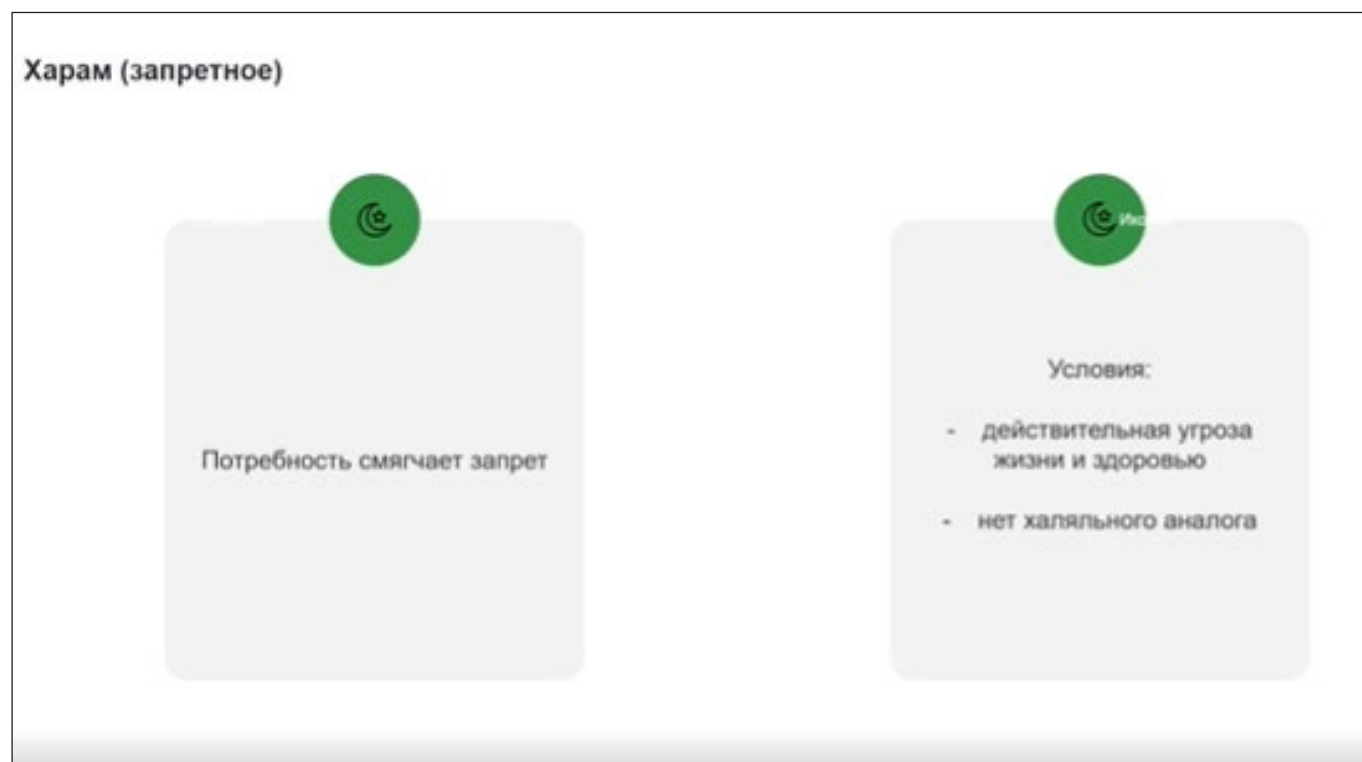 Харам (запретное)
Потребность смягчает запрет
Условия:
- действительная угроза
жизни и здоровью
- нет халяльного аналога